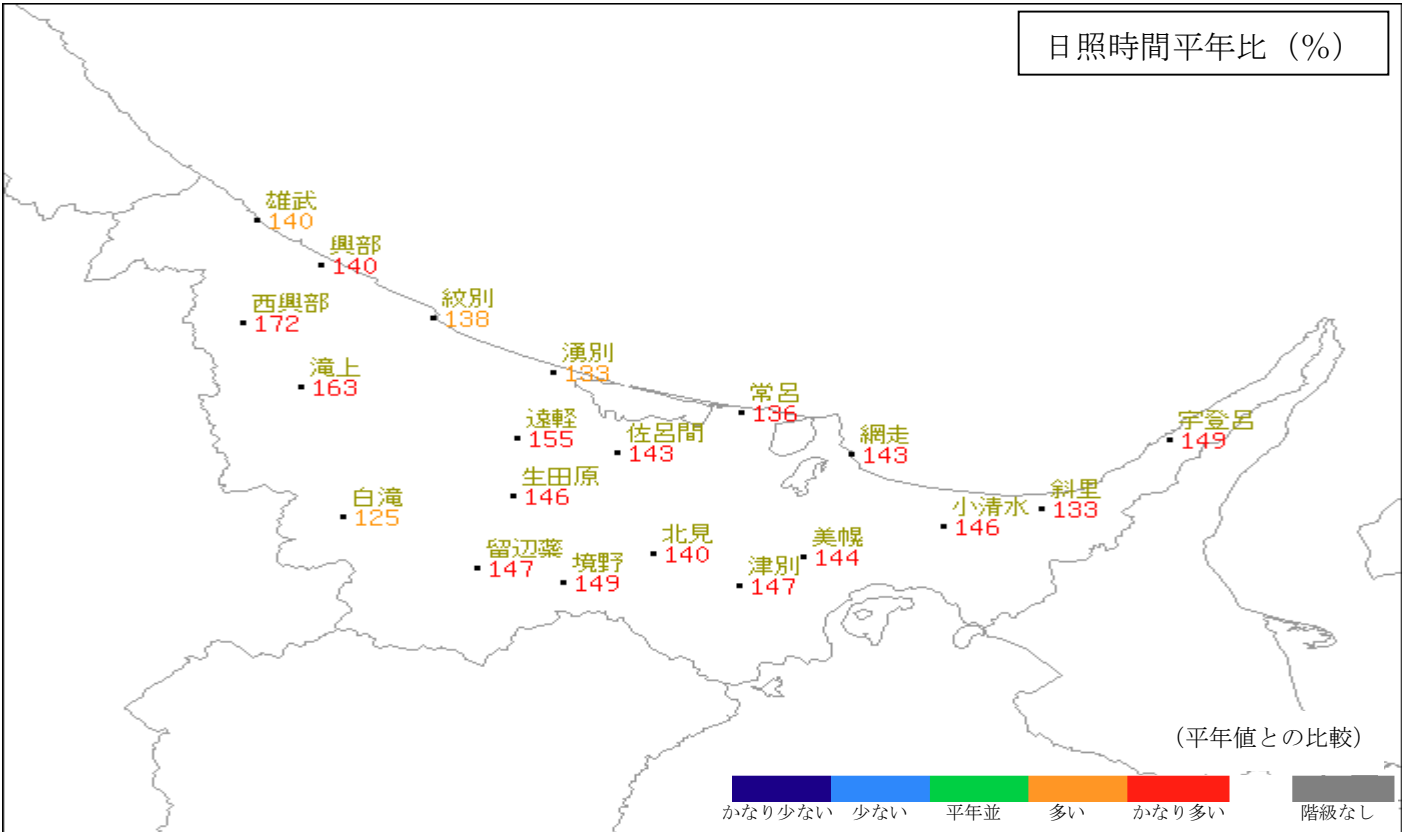 日照時間平年比(%)
雄武
140
興部
140
西興部
172
紋別
138
滝上
163
湧別
133
常呂
136
遠軽
155
佐呂間
143
網走
143
宇登呂
149
生田原
146
白滝
125
小清水
146
斜里
133
留辺蘂
147
境野
149
北見
140
津別
147
美幌
144
(平年値との比較)
かなり少ない 少ない 平年並 多い かなり多い 階級なし